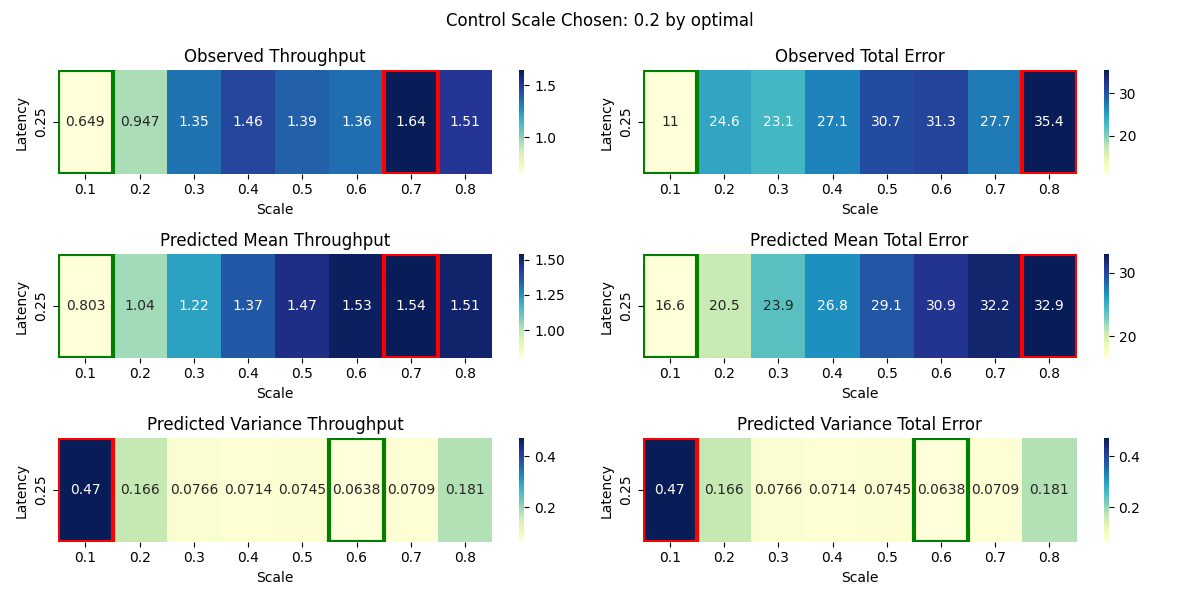 Control Scale Chosen: 0.2 by optimal
Observed Throughput
Latency
0.25
0.649 0.947 1.35 1.46 1.39 1.36 1.64 1.51
0.1 0.2 0.3 0.4 0.5 0.6 0.7 0.8
Scale
1.5
1.0
Observed Total Error
Latency
0.25
11 24.6 23.1 27.1 30.7 31.3 27.7 35.4
0.1 0.2 0.3 0.4 0.5 0.6 0.7 0.8
Scale
30
20
Predicted Mean Throughput
Latency
0.25
0.803 1.04 1.22 1.37 1.47 1.53 1.54 1.51
0.1 0.2 0.3 0.4 0.5 0.6 0.7 0.8
Scale
1.50
1.25
1.00
Predicted Mean Total Error
Latency
0.25
16.6 20.5 23.9 26.8 29.1 30.9 32.2 32.9
0.1 0.2 0.3 0.4 0.5 0.6 0.7 0.8
Scale
30
20
Predicted Variance Throughput
Latency
0.25
0.47 0.166 0.0766 0.0714 0.0745 0.0638 0.0709 0.181
0.1 0.2 0.3 0.4 0.5 0.6 0.7 0.8
Scale
0.4
0.2
Predicted Variance Total Error
Latency
0.25
0.47 0.166 0.0766 0.0714 0.0745 0.0638 0.0709 0.181
0.1 0.2 0.3 0.4 0.5 0.6 0.7 0.8
Scale
0.4
0.2